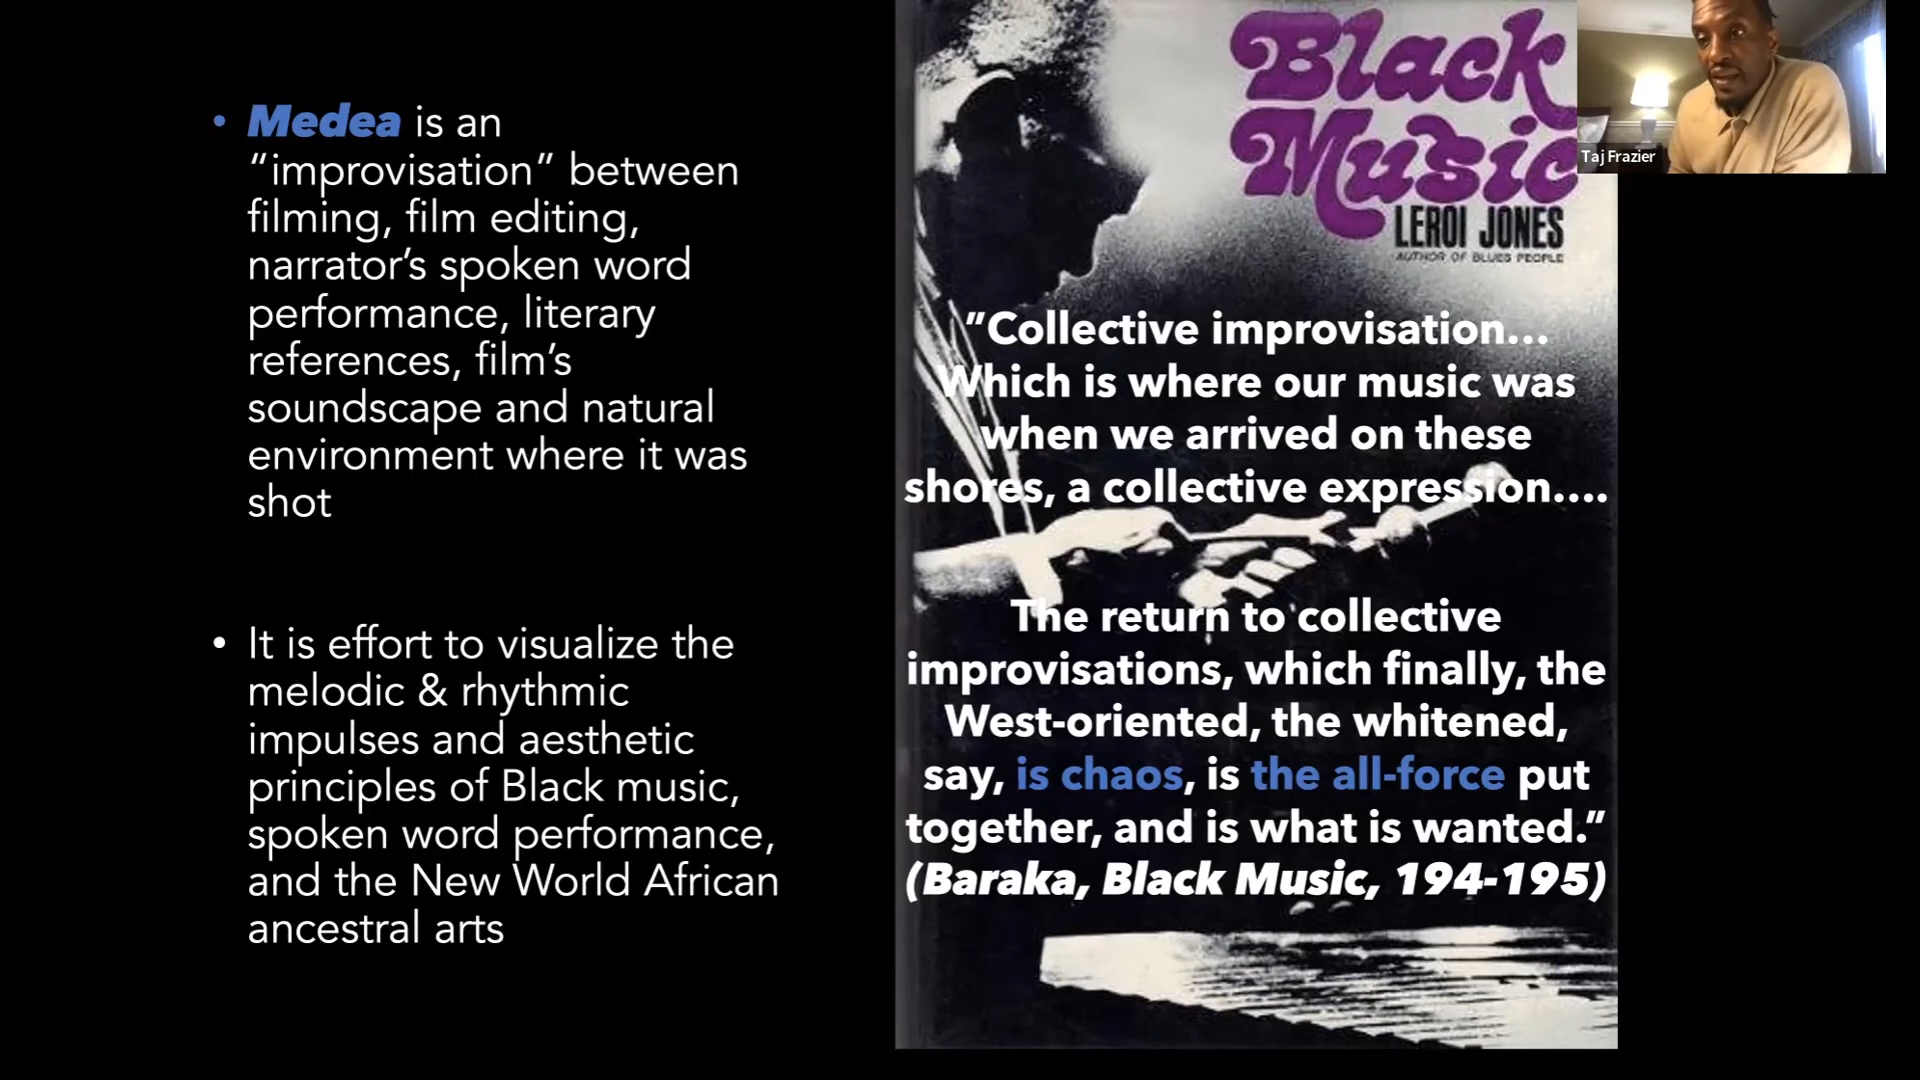 • Medea is an
“improvisation” between
filming, film editing,
narrator’s spoken word
performance, literary
references, film’s
soundscape and natural
environment where it was
shot
• It is effort to visualize the
melodic & rhythmic
impulses and aesthetic
principles of Black music,
spoken word performance,
and the New World African
ancestral arts
Black
Music
LEROI JONES
AUTHOR OF BLUES PEOPLE
”Collective improvisation…
Which is where our music was
when we arrived on these
shores, a collective expression….
The return to collective
improvisations, which finally, the
West-oriented, the whitened,
say, is chaos, is the all-force put
together, and is what is wanted.”
(Baraka, Black Music, 194-195)
Taj Frazier